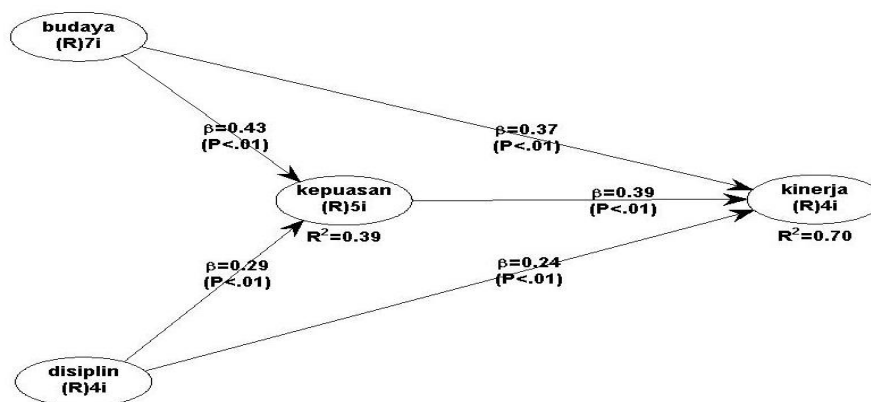 budaya
(R)7i
β=0.43
(P<.01)
β=0.37
(P<.01)
kepuasan
(R)5i
R²=0.39
β=0.39
(P<.01)
kinerja
(R)4i
R²=0.70
β=0.29
(P<.01)
β=0.24
(P<.01)
disiplin
(R)4i